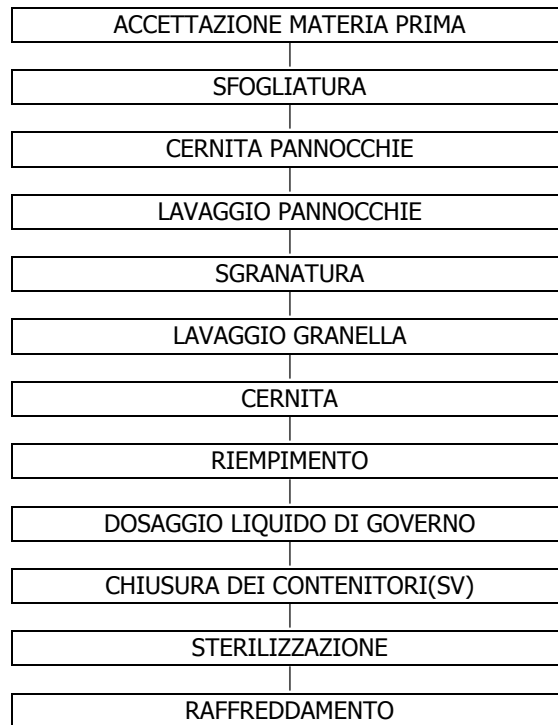 ACCETTAZIONE MATERIA PRIMA
SFOGLIATURA
CERNITA PANNOCCHIE
LAVAGGIO PANNOCCHIE
SGRANATURA
LAVAGGIO GRANELLA
CERNITA
RIEMPIMENTO
DOSAGGIO LIQUIDO DI GOVERNO
CHIUSURA DEI CONTENITORI(SV)
STERILIZZAZIONE
RAFFREDDAMENTO